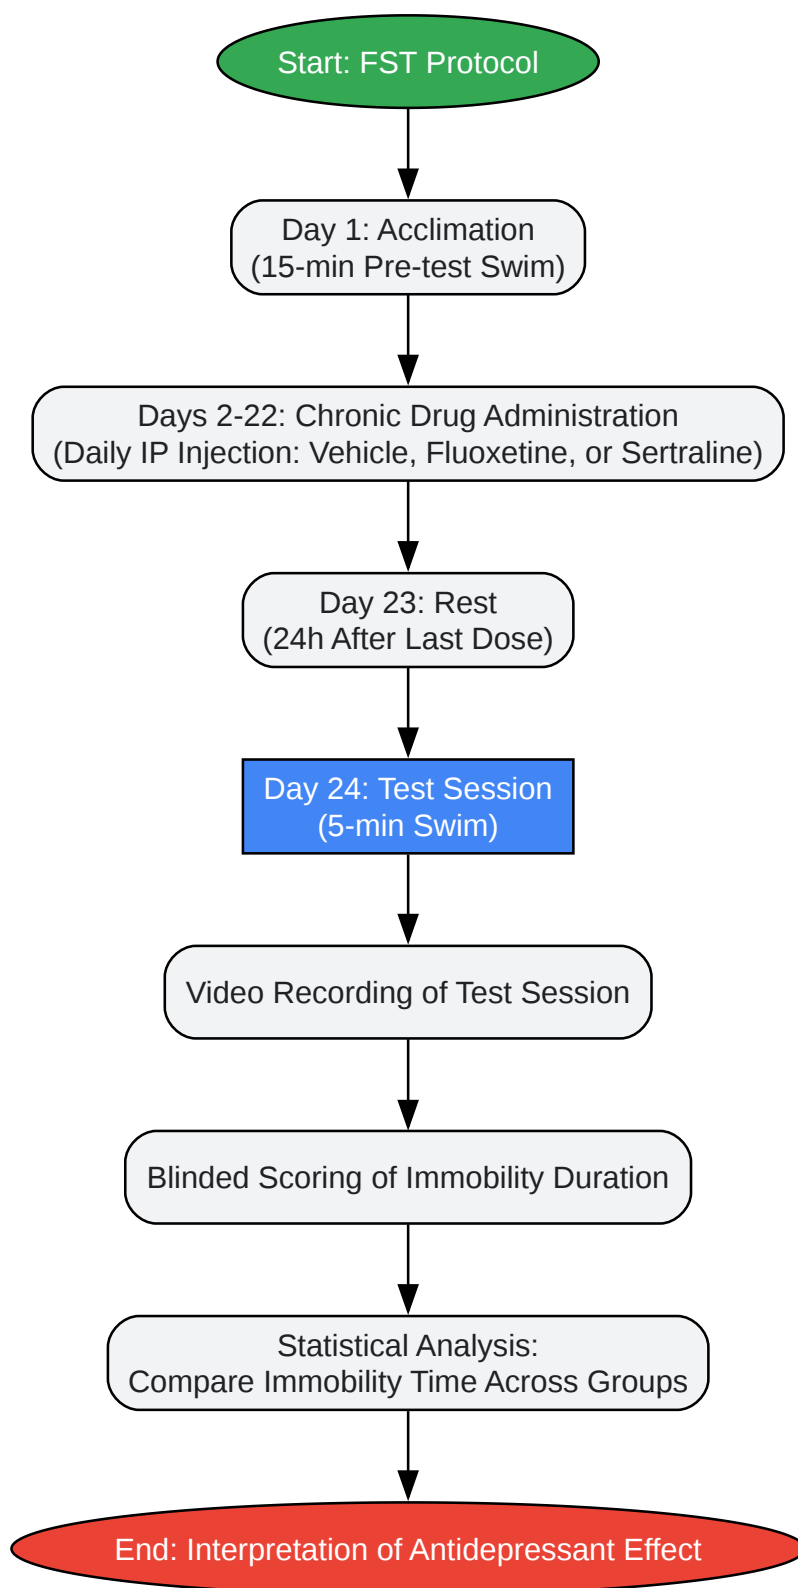 Start: FST Protocol
Day 1: Acclimation
(15-min Pre-test Swim)
Days 2-22: Chronic Drug Administration
(Daily IP Injection: Vehicle, Fluoxetine, or Sertraline)
Day 23: Rest
(24h After Last Dose)
Day 24: Test Session
(5-min Swim)
Video Recording of Test Session
Blinded Scoring of Immobility Duration
Statistical Analysis:
Compare Immobility Time Across Groups
End: Interpretation of Antidepressant Effect